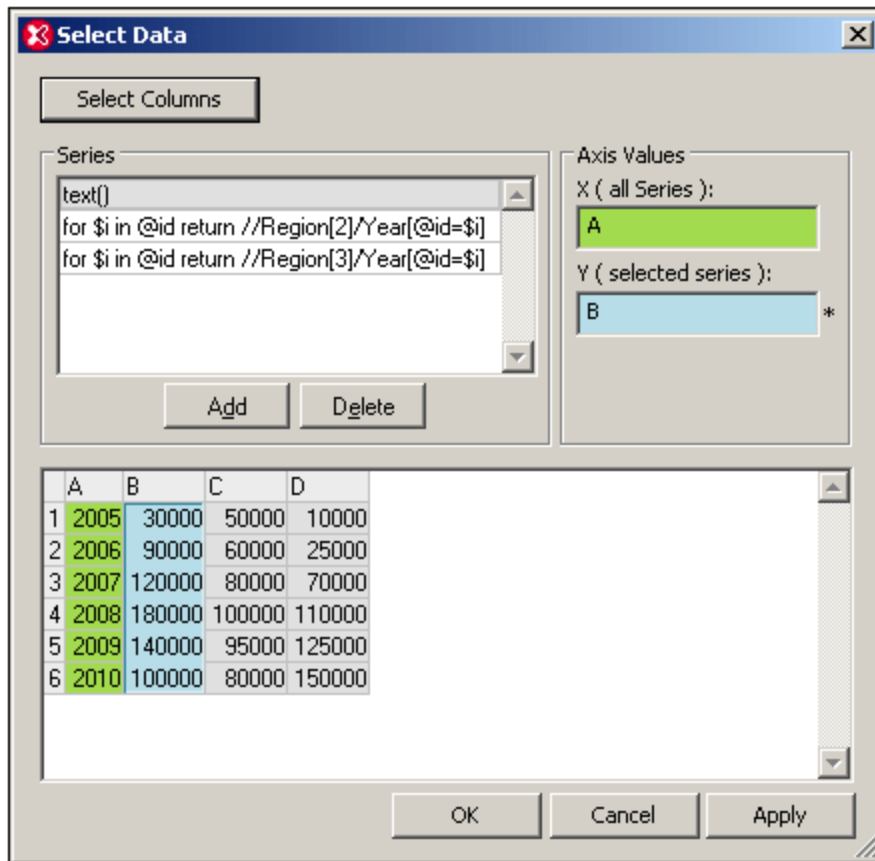 Select Data
Select Columns
Series
text()
for $i in @id return //Region[2]/Year[@id=$i]
for $i in @id return //Region[3]/Year[@id=$i]
Add Delete
Axis Values
X ( all Series ):
A
Y ( selected series ):
B *
A B C D
1 2005 30000 50000 10000
2 2006 90000 60000 25000
3 2007 120000 80000 70000
4 2008 180000 100000 110000
5 2009 140000 95000 125000
6 2010 100000 80000 150000
OK Cancel Apply